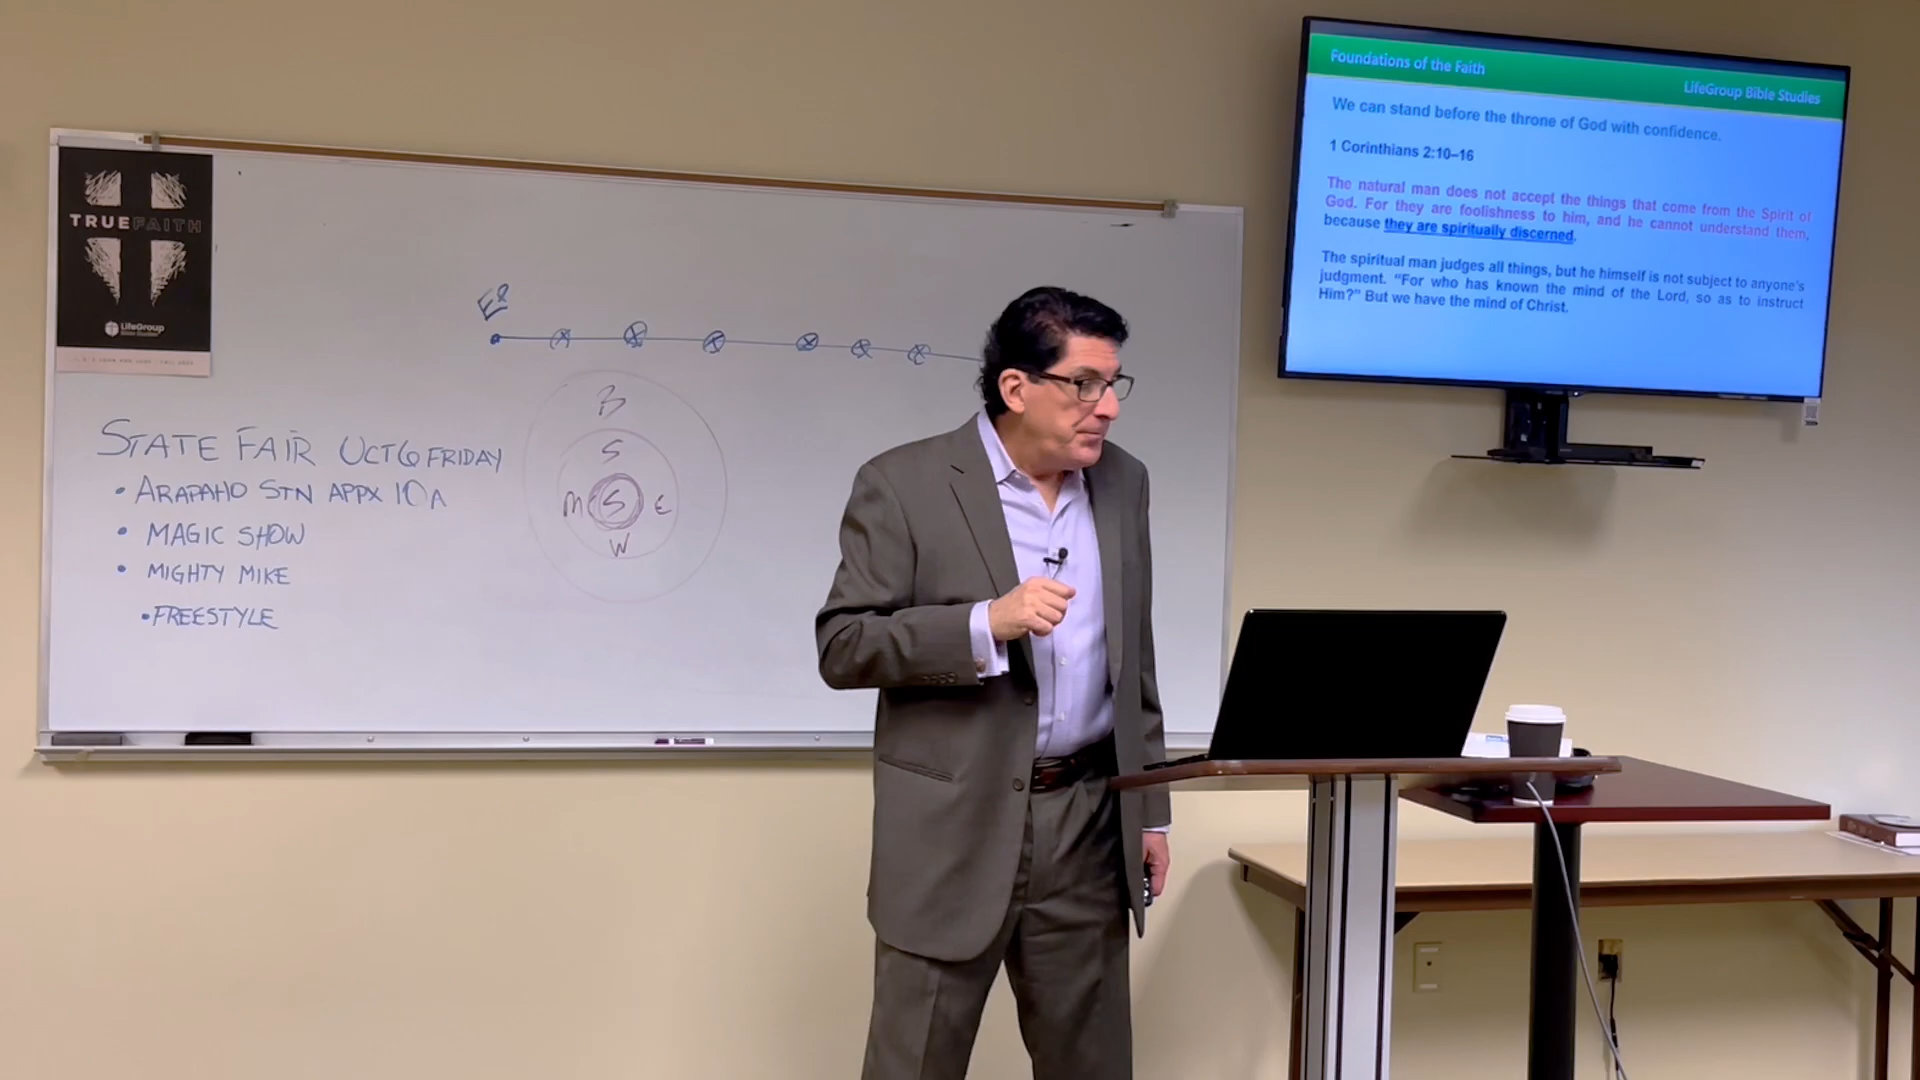 TRUEFAITH
LifeGroup
Bible Studies
E
B
S
M S E
W
STATE FAIR OCT 6 FRIDAY
• ARAPAHO STN APPX 10A
• MAGIC SHOW
• MIGHTY MIKE
• FREESTYLE
Foundations of the Faith
LifeGroup Bible Studies
We can stand before the throne of God with confidence.
1 Corinthians 2:10–16
The natural man does not accept the things that come from the Spirit of
God. For they are foolishness to him, and he cannot understand them,
because they are spiritually discerned.
The spiritual man judges all things, but he himself is not subject to anyone's
judgment. “For who has known the mind of the Lord, so as to instruct
Him?” But we have the mind of Christ.